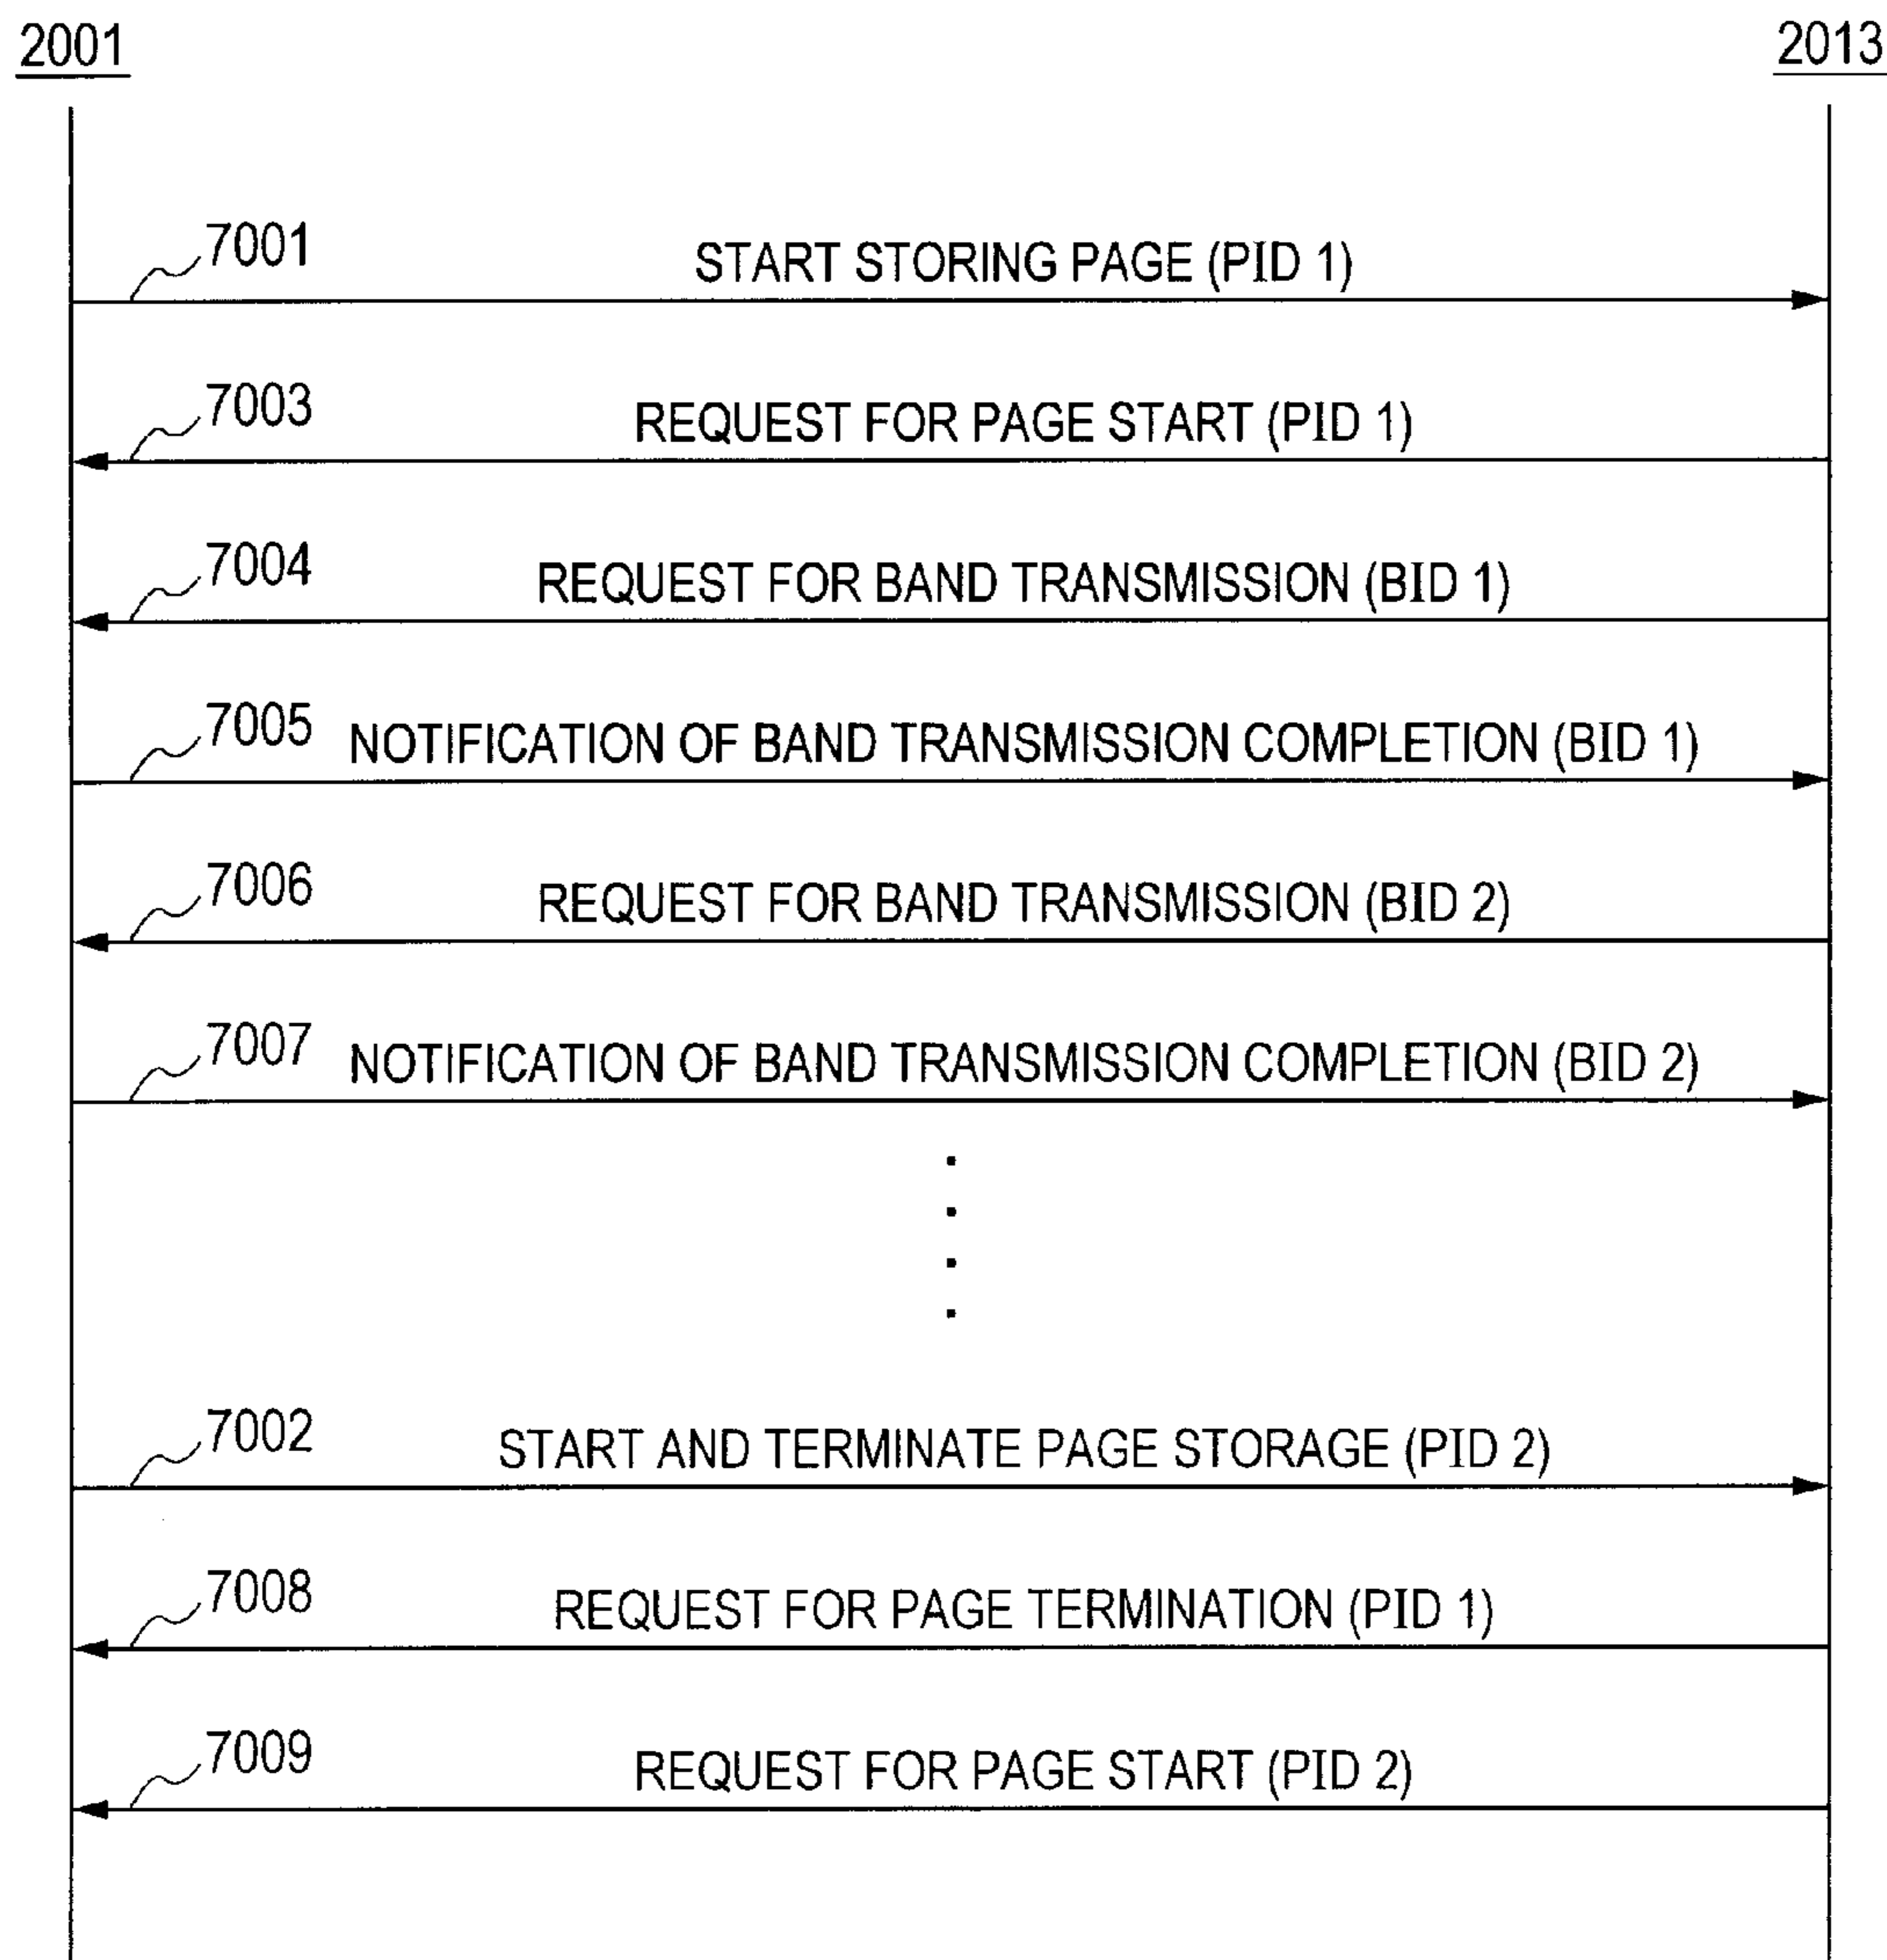 2001
2013
7001
START STORING PAGE (PID 1)
7003
REQUEST FOR PAGE START (PID 1)
7004
REQUEST FOR BAND TRANSMISSION (BID 1)
7005
NOTIFICATION OF BAND TRANSMISSION COMPLETION (BID 1)
7006
REQUEST FOR BAND TRANSMISSION (BID 2)
7007
NOTIFICATION OF BAND TRANSMISSION COMPLETION (BID 2)
7002
START AND TERMINATE PAGE STORAGE (PID 2)
7008
REQUEST FOR PAGE TERMINATION (PID 1)
7009
REQUEST FOR PAGE START (PID 2)